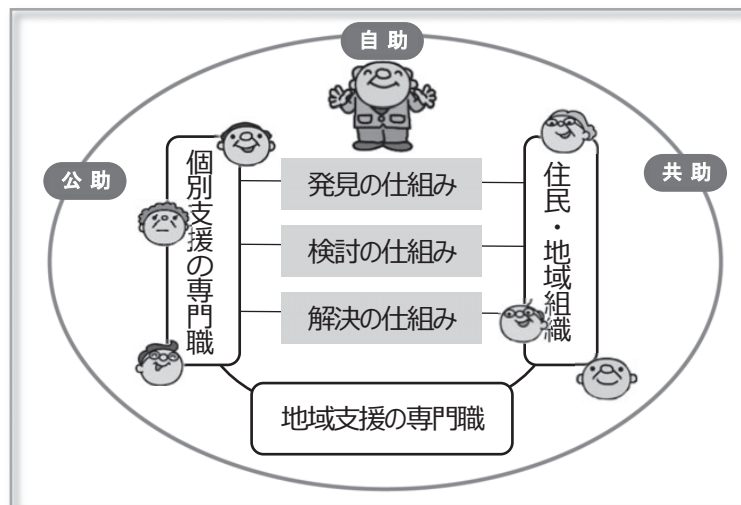 自助
公助
共助
個別支援の専門職
発見の仕組み
検討の仕組み
解決の仕組み
住民・地域組織
地域支援の専門職